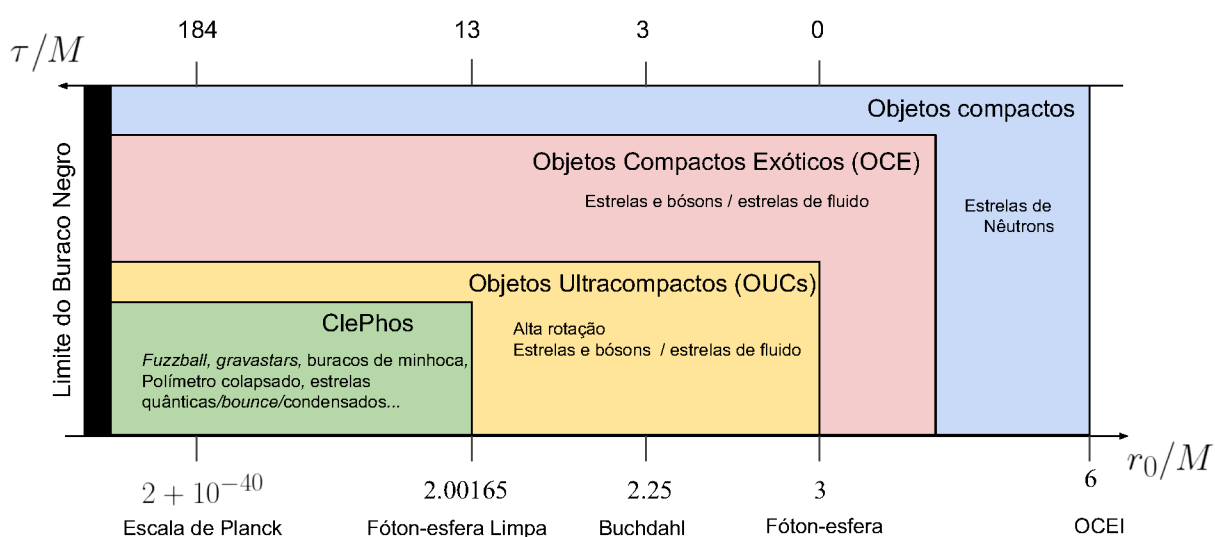 184 13 3 0
τ/M
Objetos compactos
Objetos Compactos Exóticos (OCE)
Estrelas e bósons / estrelas de fluido
Estrelas de
Nêutrons
Limite do Buraco Negro
Objetos Ultracompactos (OUCs)
ClePhos
Alta rotação
Estrelas e bósons / estrelas de fluido
Fuzzball, gravastars, buracos de minhoca,
Polímetro colapsado, estrelas
quânticas/bounce/condensados...
r₀/M
2 + 10⁻⁴⁰ 2.00165 2.25 3 6
Escala de Planck Fóton-esfera Limpa Buchdahl Fóton-esfera OCEI